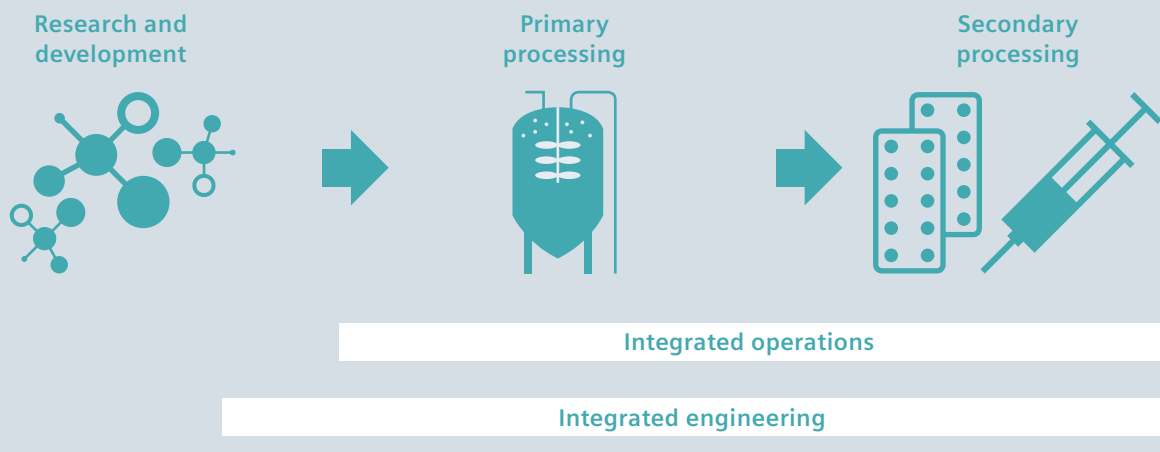 Research and
development
Primary
processing
Secondary
processing
Integrated operations
Integrated engineering